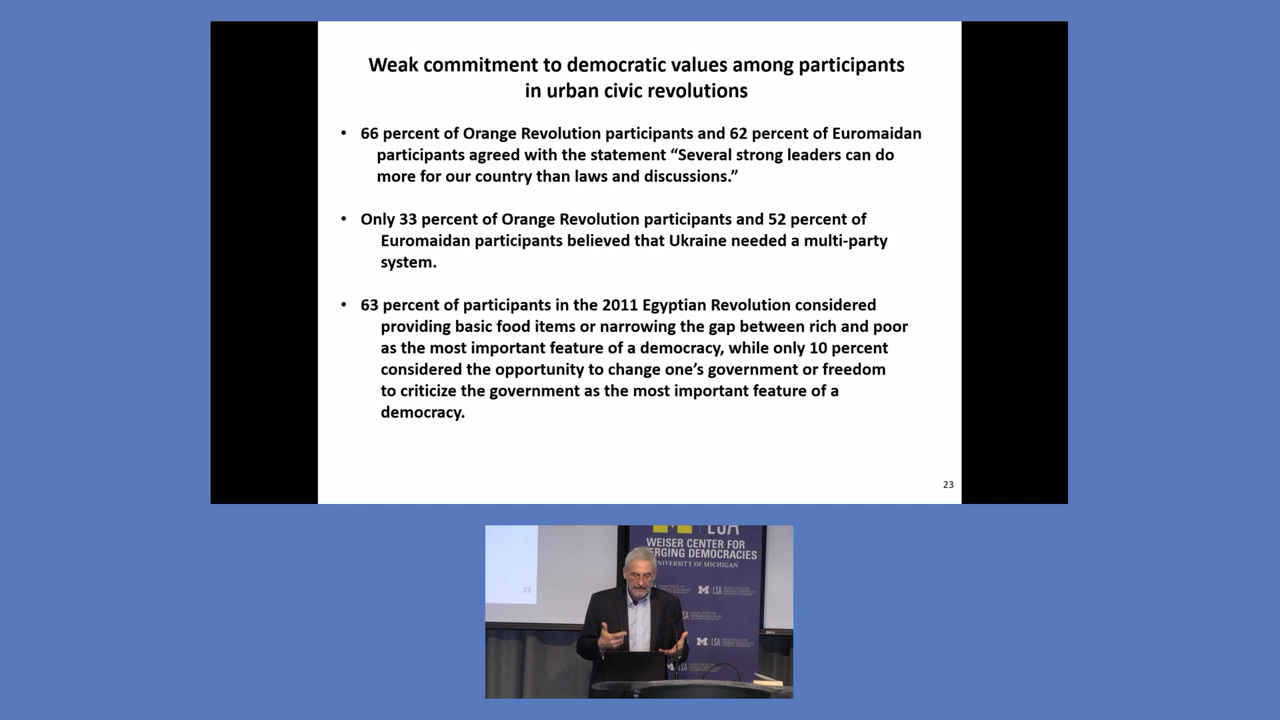 Weak commitment to democratic values among participants
in urban civic revolutions
• 66 percent of Orange Revolution participants and 62 percent of Euromaidan
participants agreed with the statement “Several strong leaders can do
more for our country than laws and discussions.”
• Only 33 percent of Orange Revolution participants and 52 percent of
Euromaidan participants believed that Ukraine needed a multi-party
system.
• 63 percent of participants in the 2011 Egyptian Revolution considered
providing basic food items or narrowing the gap between rich and poor
as the most important feature of a democracy, while only 10 percent
considered the opportunity to change one’s government or freedom
to criticize the government as the most important feature of a
democracy.
23
23
M LSA
WEISER CENTER FOR
ERGING DEMOCRACIES
UNIVERSITY OF MICHIGAN
M LSA
M LSA